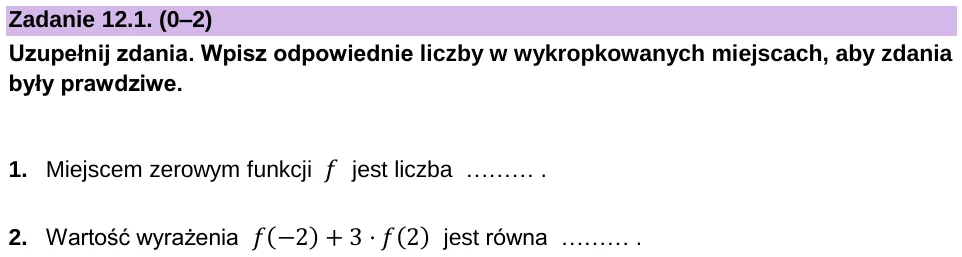 Zadanie 12.1. (0–2)
Uzupełnij zdania. Wpisz odpowiednie liczby w wykropkowanych miejscach, aby zdania
były prawdziwe.
1. Miejscem zerowym funkcji f jest liczba ……… .
2. Wartość wyrażenia f(−2) + 3 · f(2) jest równa ……… .